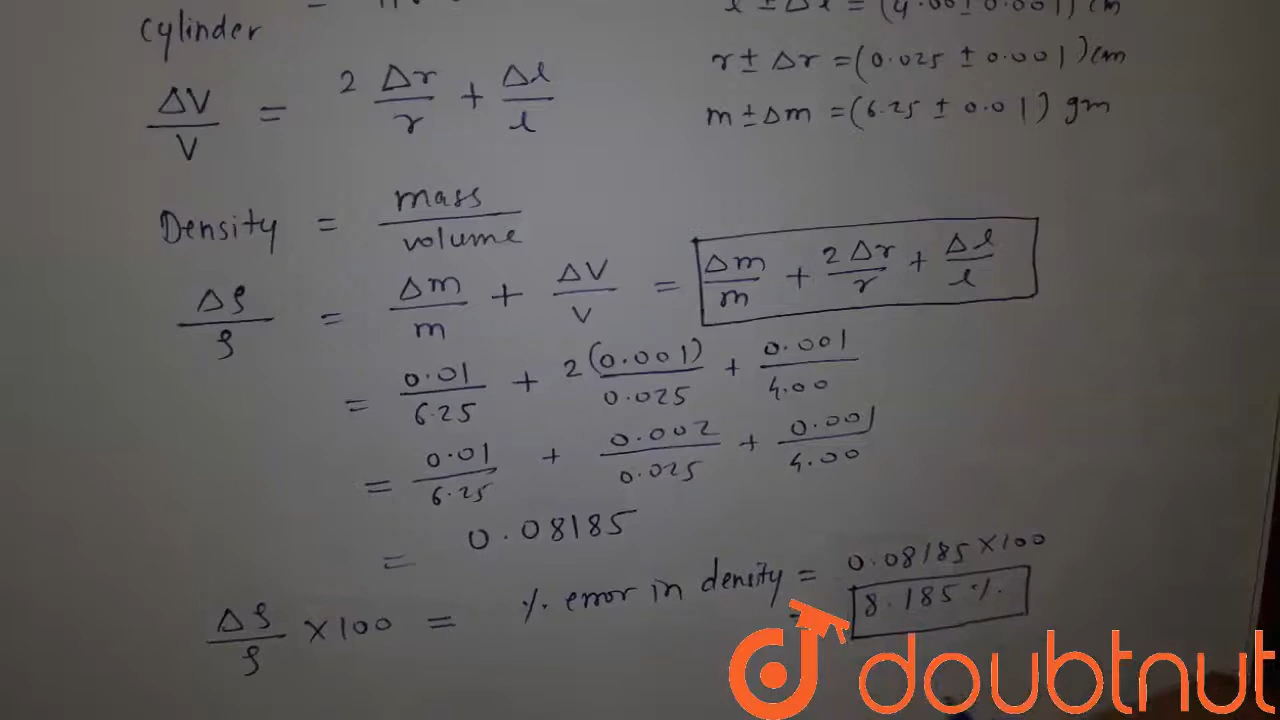 l ± Δl = (4.00 ± 0.001) cm
Cylinder =
r ± Δr = (0.025 ± 0.001) cm
ΔV/V = 2 Δr/r + Δl/l
m ± Δm = (6.25 ± 0.01) gm
Density = mass/volume
Δρ/ρ = Δm/m + ΔV/V = Δm/m + 2Δr/r + Δl/l
= 0.01/6.25 + 2(0.001)/0.025 + 0.001/4.00
= 0.01/6.25 + 0.002/0.025 + 0.001/4.00
= 0.08185
Δρ/ρ × 100 = % error in density = 0.08185 × 100
= 8.185 %
doubtnut